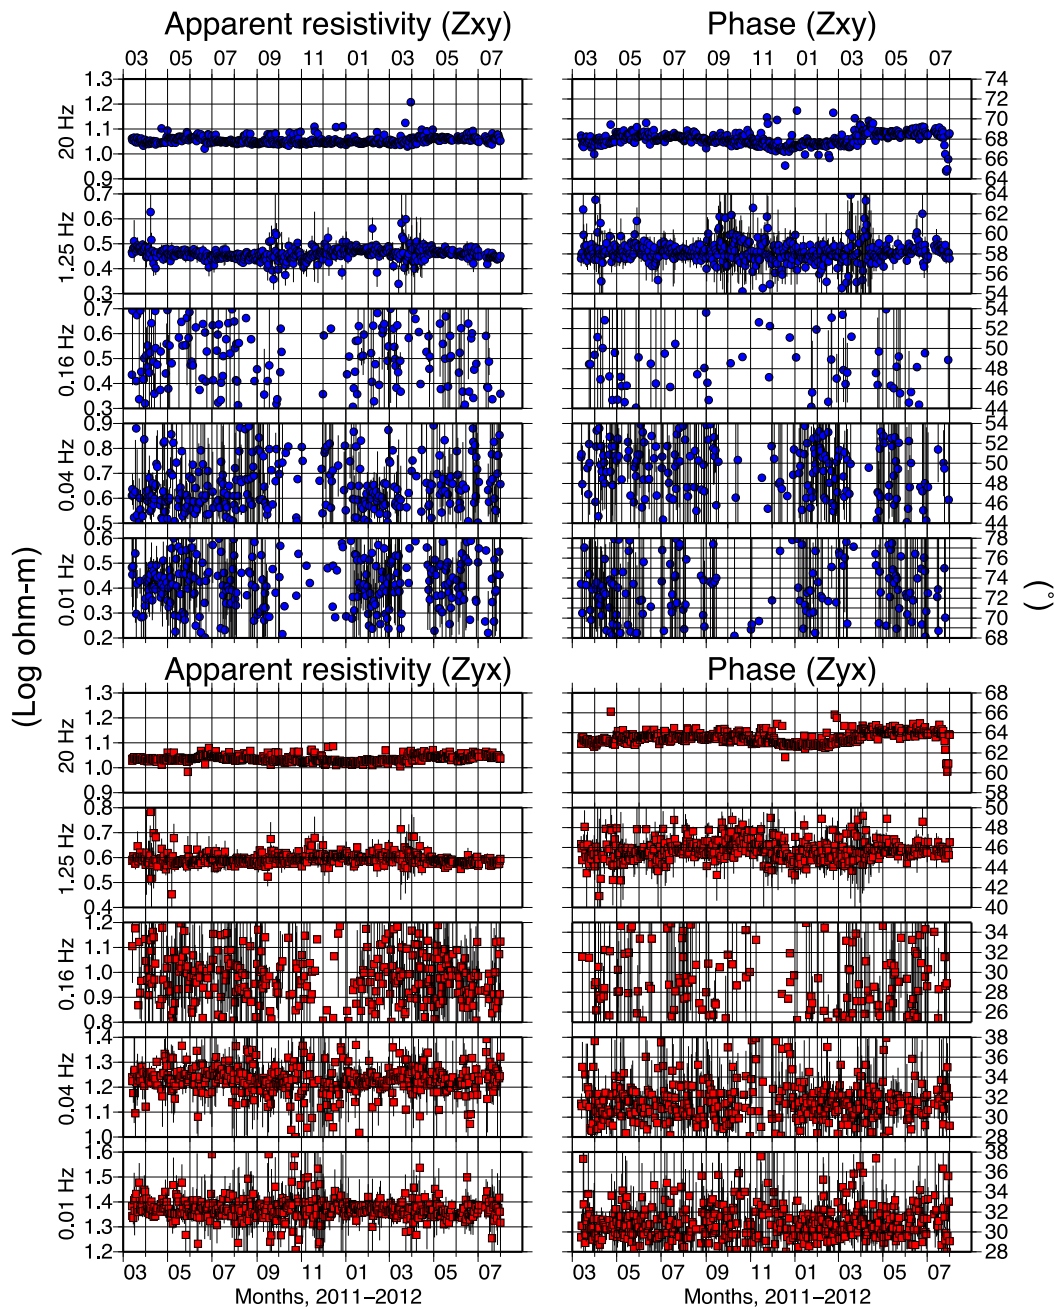 Apparent resistivity (Zxy) Phase (Zxy)
03 05 07 09 11 01 03 05 07 03 05 07 09 11 01 03 05 07
20 Hz 1.3 1.2 1.1 1.0 0.9 74 72 70 68 66 64
1.25 Hz 0.7 0.6 0.5 0.4 0.3 64 62 60 58 56 54
0.16 Hz 0.7 0.6 0.5 0.4 0.3 54 52 50 48 46 44
0.04 Hz 0.9 0.8 0.7 0.6 0.5 54 52 50 48 46 44
0.01 Hz 0.6 0.5 0.4 0.3 0.2 78 76 74 72 70 68
(Log ohm-m) (°)
Apparent resistivity (Zyx) Phase (Zyx)
20 Hz 1.3 1.2 1.1 1.0 0.9 68 66 64 62 60 58
1.25 Hz 0.8 0.7 0.6 0.5 0.4 50 48 46 44 42 40
0.16 Hz 1.2 1.1 1.0 0.9 0.8 34 32 30 28 26
0.04 Hz 1.4 1.3 1.2 1.1 1.0 38 36 34 32 30 28
0.01 Hz 1.6 1.5 1.4 1.3 1.2 38 36 34 32 30 28
03 05 07 09 11 01 03 05 07 03 05 07 09 11 01 03 05 07
Months, 2011–2012 Months, 2011–2012